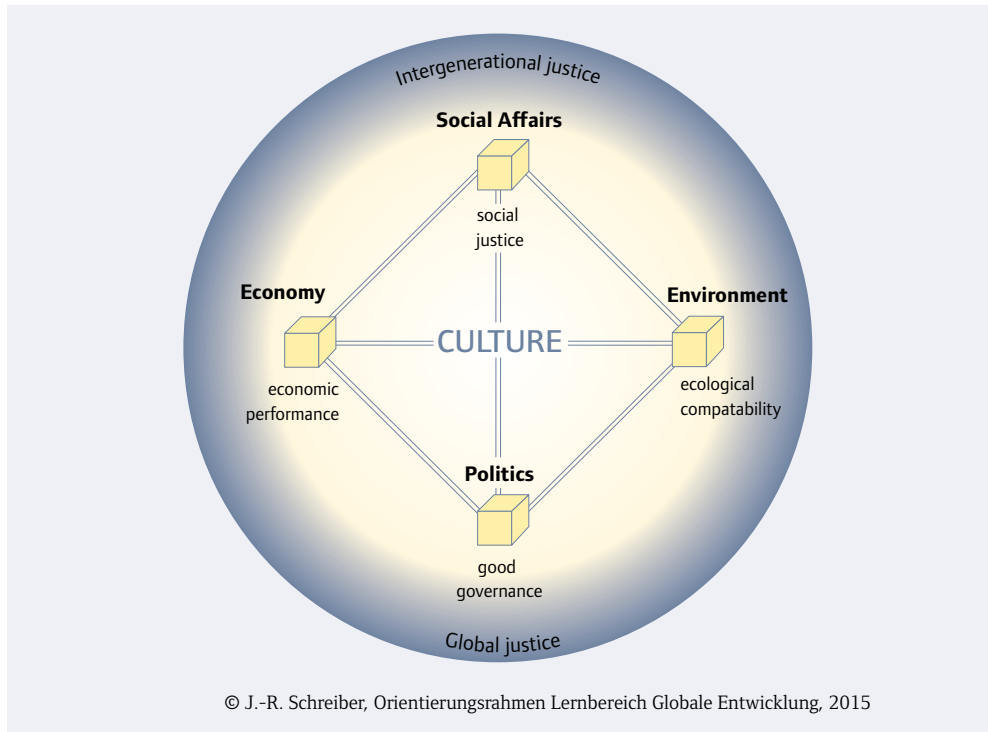 Intergenerational justice
Social Affairs
social
justice
Economy
economic
performance
CULTURE
Environment
ecological
compatability
Politics
good
governance
Global justice
© J.-R. Schreiber, Orientierungsrahmen Lernbereich Globale Entwicklung, 2015